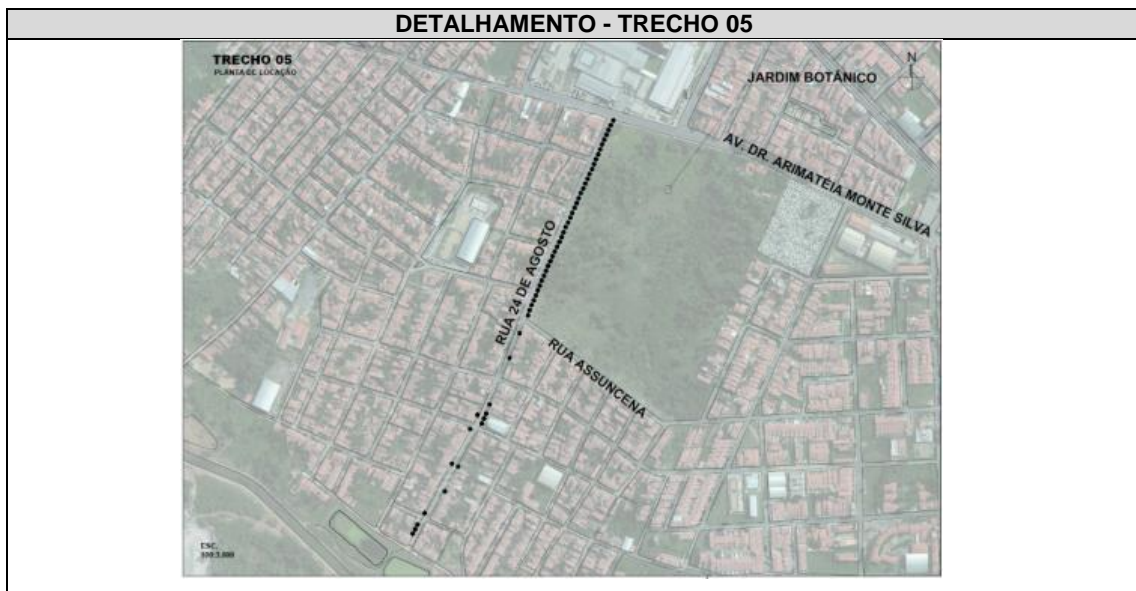 DETALHAMENTO - TRECHO 05
TRECHO 05
PLANTA DE LOCAÇÃO
N
JARDIM BOTÂNICO
AV. DR. ARIMATÉIA MONTE SILVA
RUA 24 DE AGOSTO
RUA ASSUNCENA
ESC.